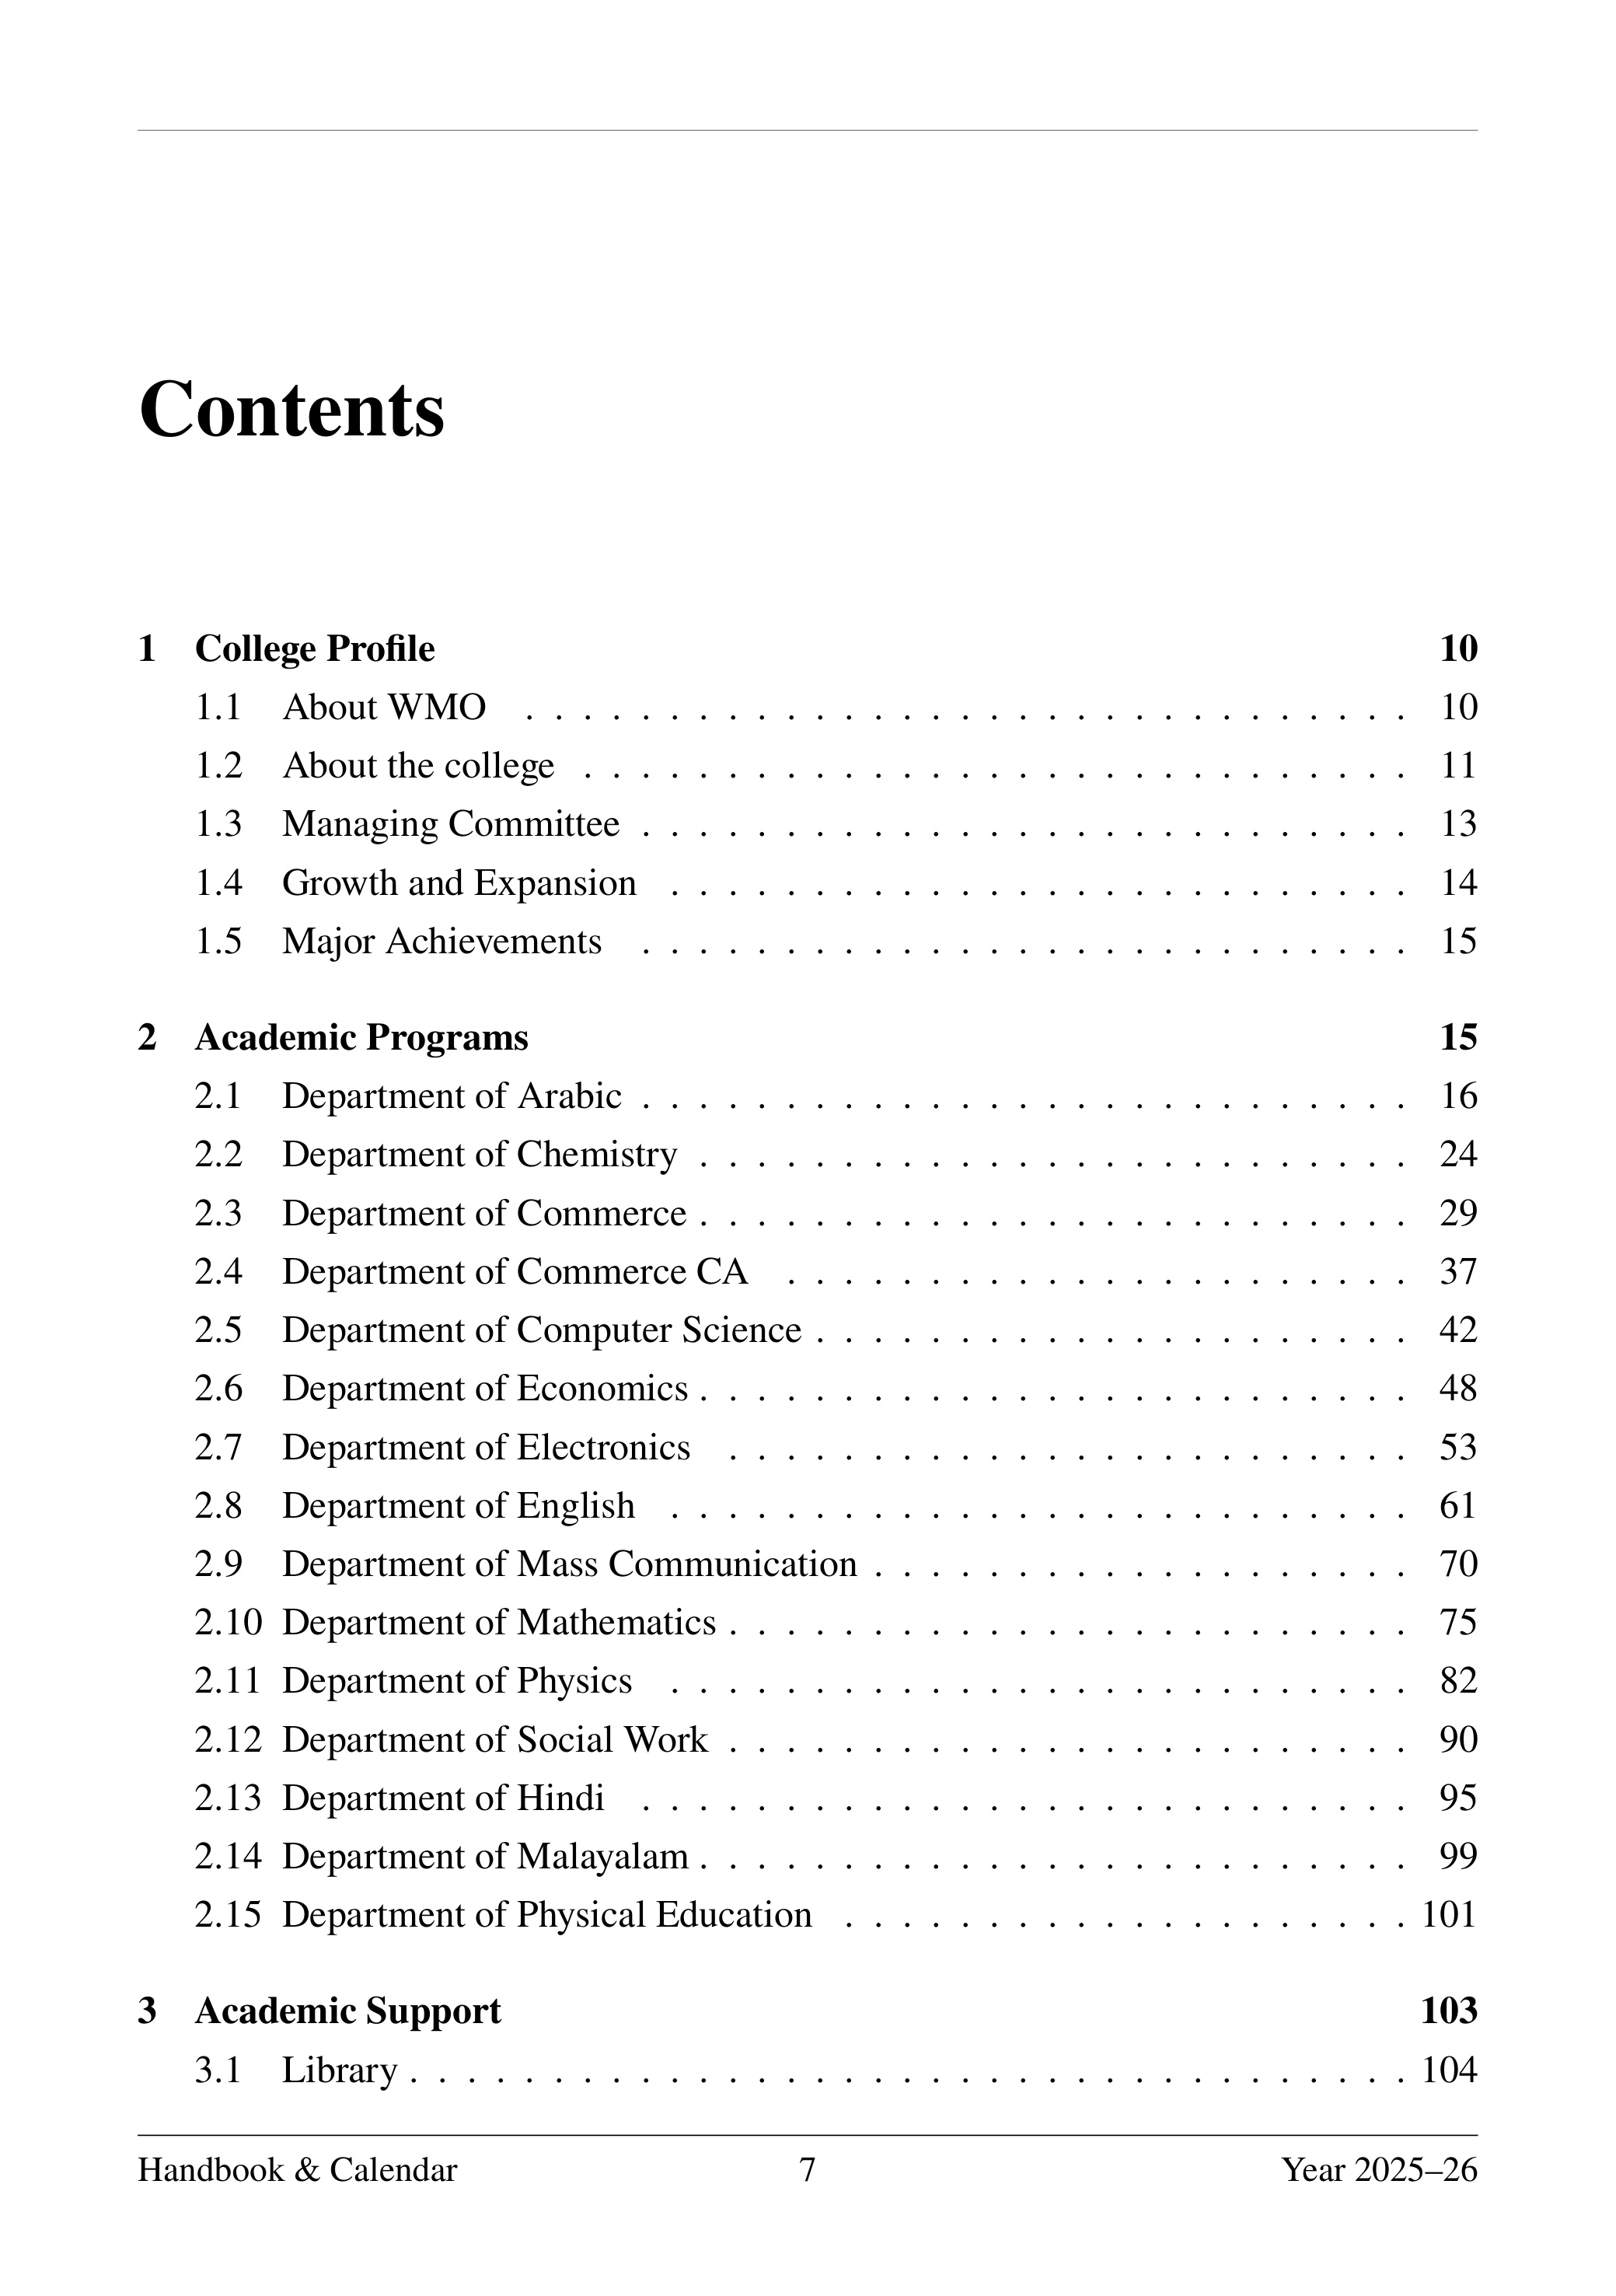 Contents
1 College Profile 10
1.1 About WMO . . . . . . . . . . . . . . . . . . . . . . . . . . . . . . . 10
1.2 About the college . . . . . . . . . . . . . . . . . . . . . . . . . . . . . 11
1.3 Managing Committee . . . . . . . . . . . . . . . . . . . . . . . . . . . 13
1.4 Growth and Expansion . . . . . . . . . . . . . . . . . . . . . . . . . . 14
1.5 Major Achievements . . . . . . . . . . . . . . . . . . . . . . . . . . . 15
2 Academic Programs 15
2.1 Department of Arabic . . . . . . . . . . . . . . . . . . . . . . . . . . . 16
2.2 Department of Chemistry . . . . . . . . . . . . . . . . . . . . . . . . . 24
2.3 Department of Commerce . . . . . . . . . . . . . . . . . . . . . . . . . 29
2.4 Department of Commerce CA . . . . . . . . . . . . . . . . . . . . . . 37
2.5 Department of Computer Science . . . . . . . . . . . . . . . . . . . . . 42
2.6 Department of Economics . . . . . . . . . . . . . . . . . . . . . . . . . 48
2.7 Department of Electronics . . . . . . . . . . . . . . . . . . . . . . . . 53
2.8 Department of English . . . . . . . . . . . . . . . . . . . . . . . . . . 61
2.9 Department of Mass Communication . . . . . . . . . . . . . . . . . . . 70
2.10 Department of Mathematics . . . . . . . . . . . . . . . . . . . . . . . . 75
2.11 Department of Physics . . . . . . . . . . . . . . . . . . . . . . . . . . 82
2.12 Department of Social Work . . . . . . . . . . . . . . . . . . . . . . . . 90
2.13 Department of Hindi . . . . . . . . . . . . . . . . . . . . . . . . . . . 95
2.14 Department of Malayalam . . . . . . . . . . . . . . . . . . . . . . . . . 99
2.15 Department of Physical Education . . . . . . . . . . . . . . . . . . . . 101
3 Academic Support 103
3.1 Library . . . . . . . . . . . . . . . . . . . . . . . . . . . . . . . . . . . 104
Handbook & Calendar 7 Year 2025–26